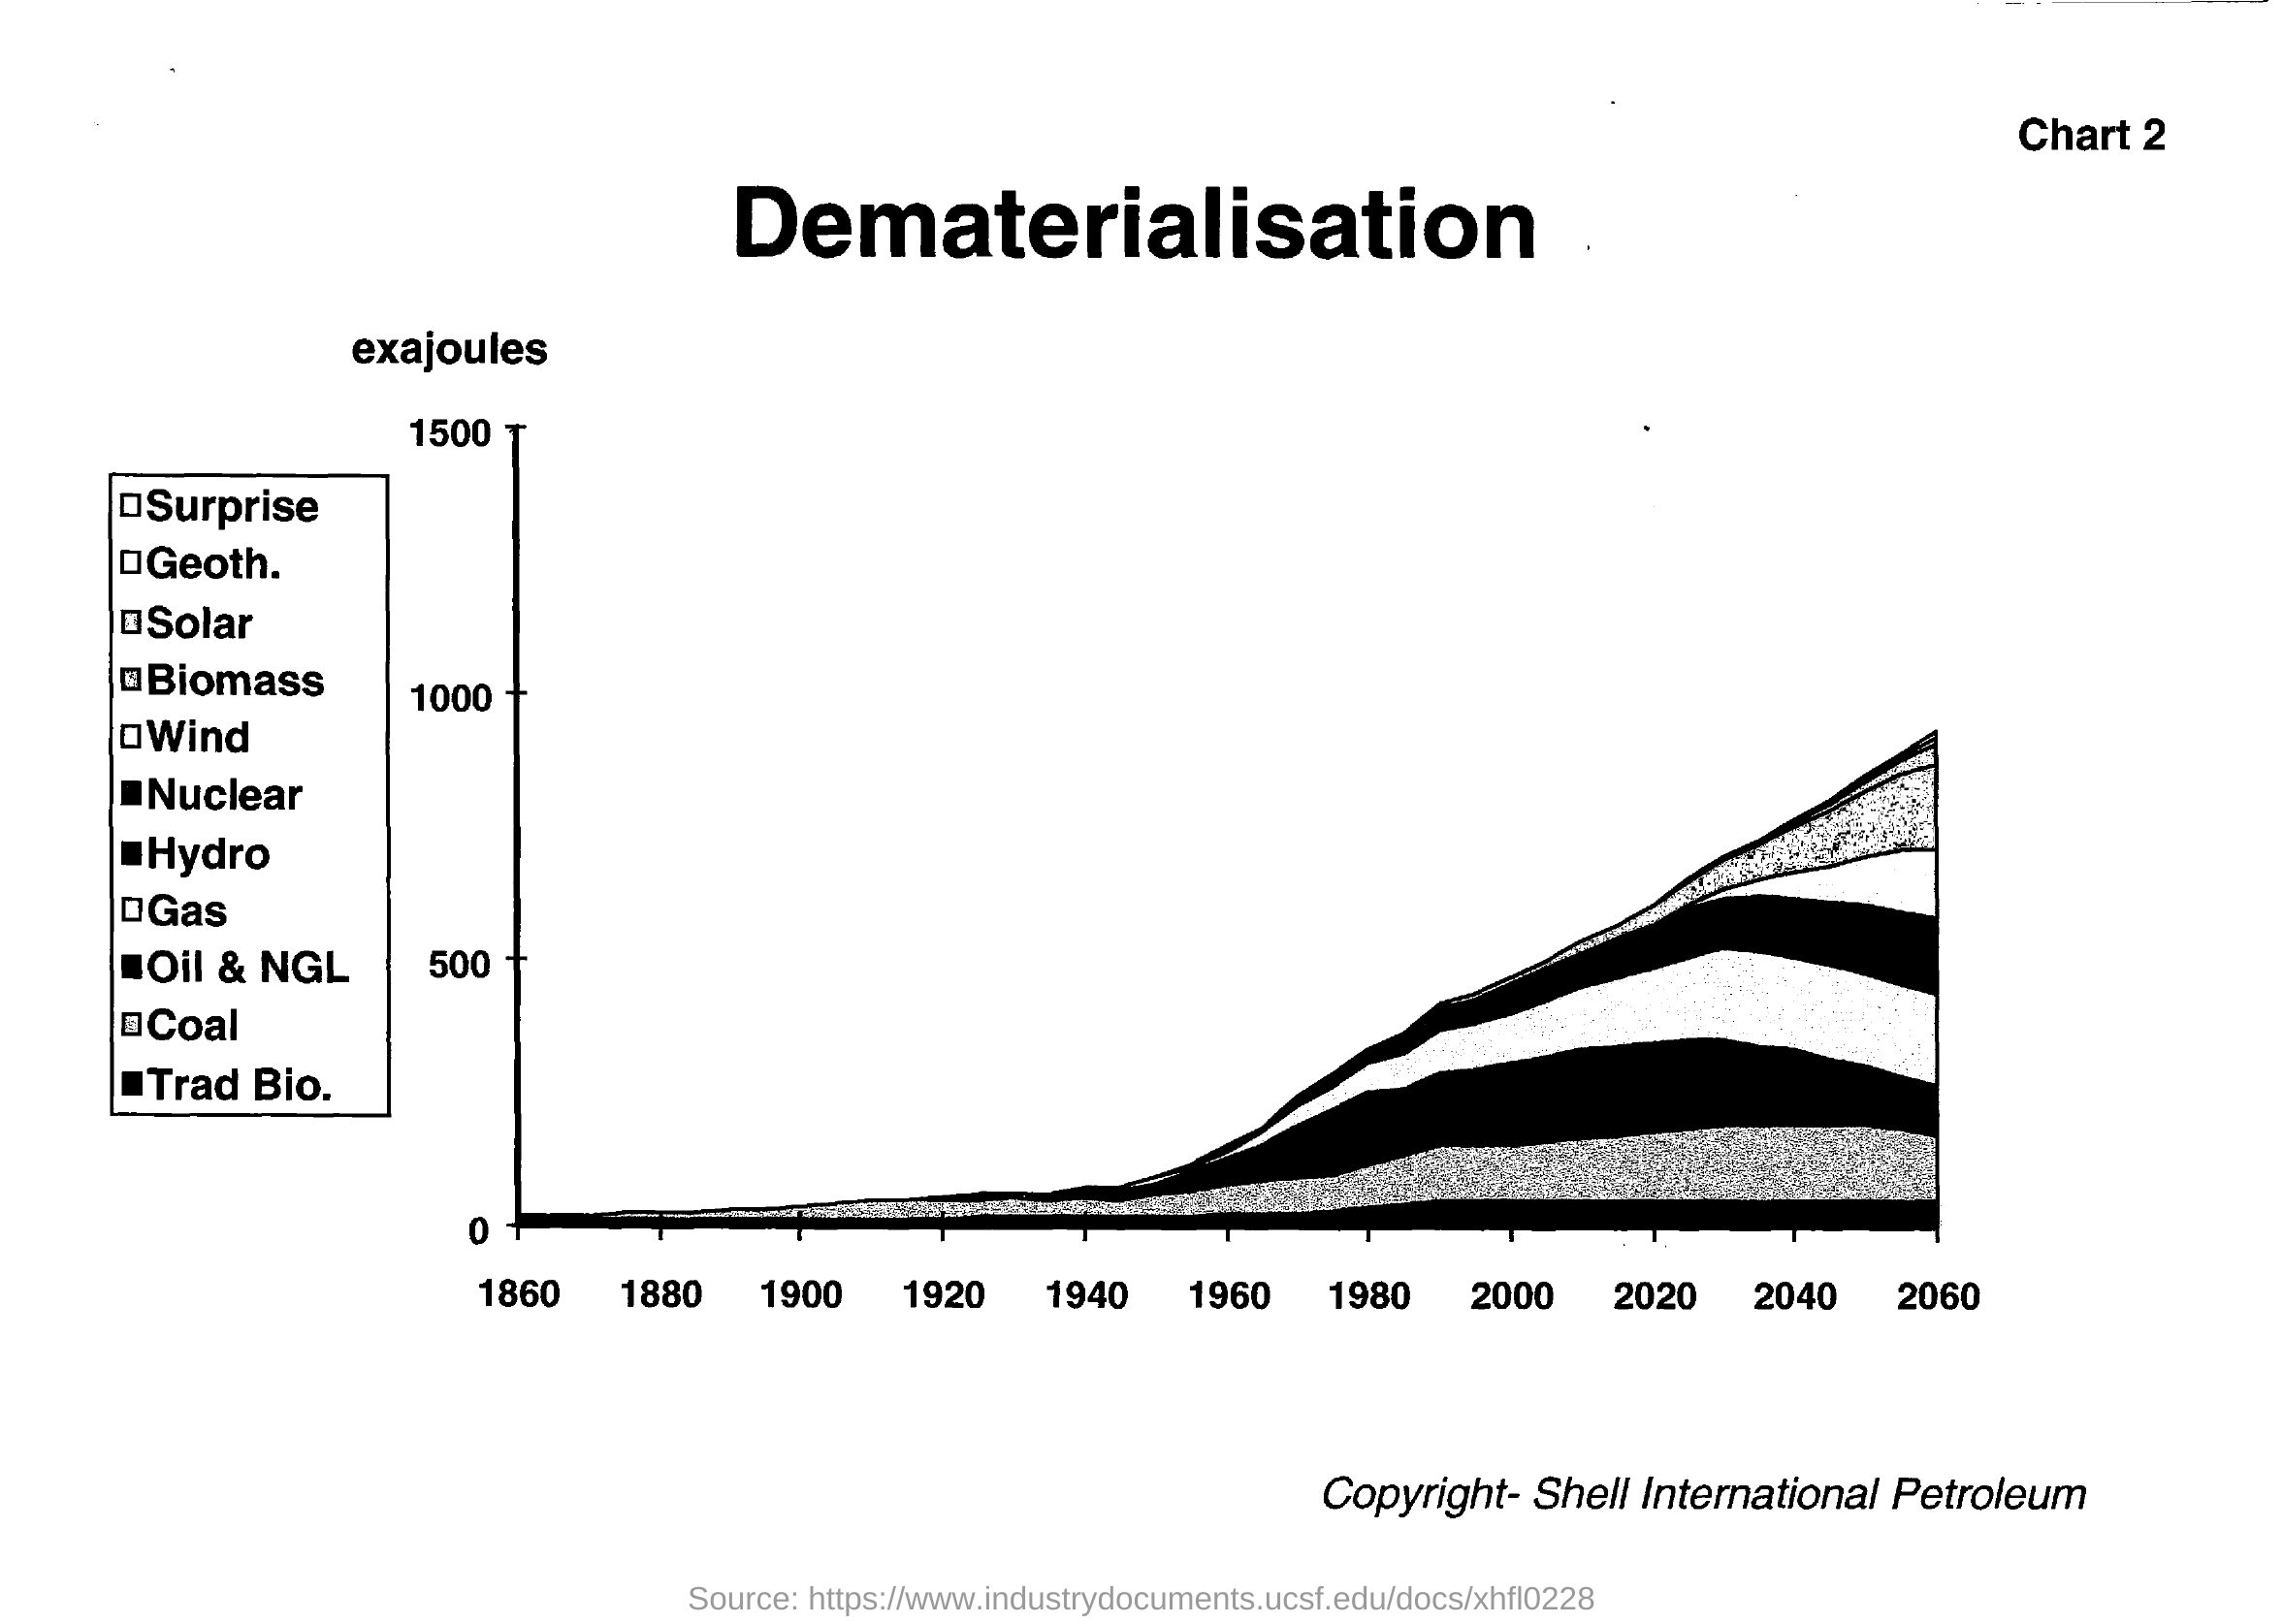 Chart 2
Dematerialisation
exajoules
1500
1000
500
0
Surprise
Geoth.
Solar
Biomass
Wind
Nuclear
Hydro
Gas
Oil & NGL
Coal
Trad Bio.
1860 1880 1900 1920 1940 1960 1980 2000 2020 2040 2060
Copyright- Shell International Petroleum
Source: https://www.industrydocuments.ucsf.edu/docs/xhfl0228